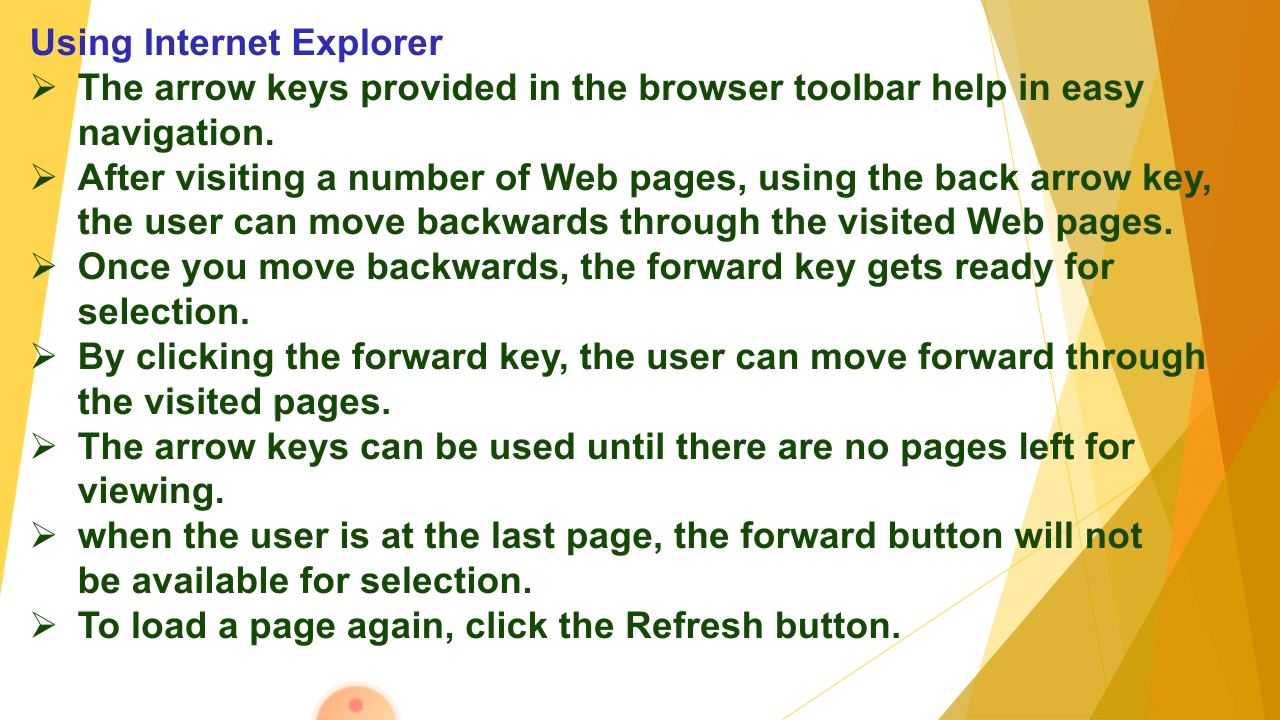 Using Internet Explorer
➢ The arrow keys provided in the browser toolbar help in easy
navigation.
➢ After visiting a number of Web pages, using the back arrow key,
the user can move backwards through the visited Web pages.
➢ Once you move backwards, the forward key gets ready for
selection.
➢ By clicking the forward key, the user can move forward through
the visited pages.
➢ The arrow keys can be used until there are no pages left for
viewing.
➢ when the user is at the last page, the forward button will not
be available for selection.
➢ To load a page again, click the Refresh button.